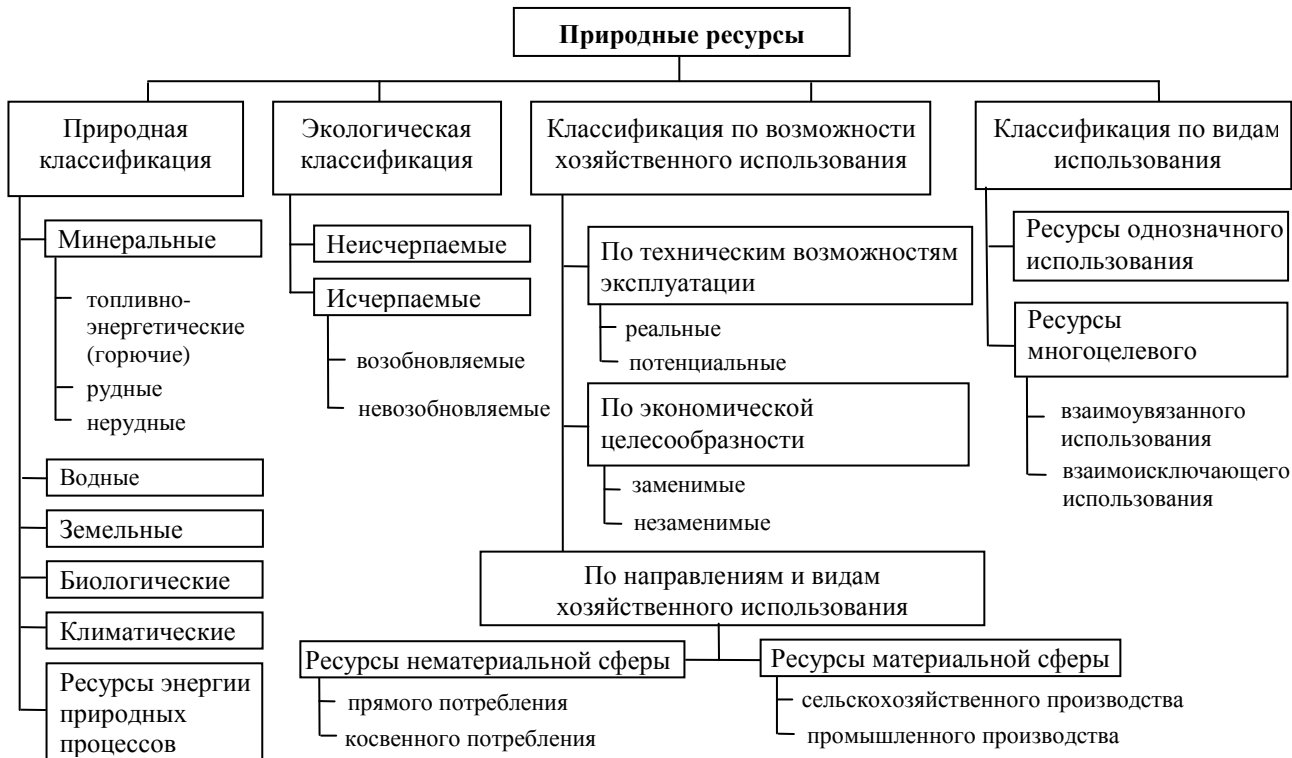 Природные ресурсы
Природная
классификация
Минеральные
топливно-
энергетические
(горючие)
рудные
нерудные
Водные
Земельные
Биологические
Климатические
Ресурсы энергии
природных
процессов
Экологическая
классификация
Неисчерпаемые
Исчерпаемые
возобновляемые
невозобновляемые
Классификация по возможности
хозяйственного использования
По техническим возможностям
эксплуатации
реальные
потенциальные
По экономической
целесообразности
заменимые
незаменимые
По направлениям и видам
хозяйственного использования
Ресурсы нематериальной сферы
прямого потребления
косвенного потребления
Ресурсы материальной сферы
сельскохозяйственного производства
промышленного производства
Классификация по видам
использования
Ресурсы однозначного
использования
Ресурсы
многоцелевого
взаимоувязанного
использования
взаимоисключающего
использования